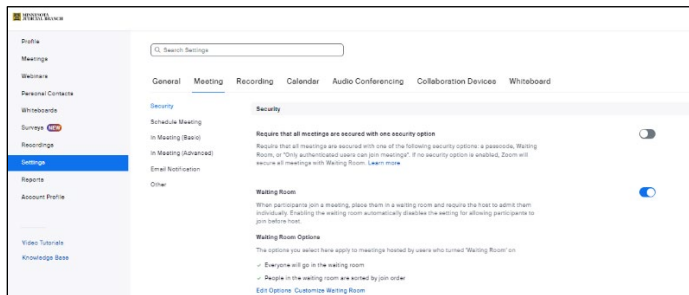 MINNESOTA
JUDICIAL BRANCH
Profile
Meetings
Webinars
Personal Contacts
Whiteboards
Surveys NEW
Recordings
Settings
Reports
Account Profile
Video Tutorials
Knowledge Base
Search Settings
General Meeting Recording Calendar Audio Conferencing Collaboration Devices Whiteboard
Security
Schedule Meeting
In Meeting (Basic)
In Meeting (Advanced)
Email Notification
Other
Security
Require that all meetings are secured with one security option
Require that all meetings are secured with one of the following security options: a passcode, Waiting
Room, or "Only authenticated users can join meetings". If no security option is enabled, Zoom will
secure all meetings with Waiting Room. Learn more
Waiting Room
When participants join a meeting, place them in a waiting room and require the host to admit them
individually. Enabling the waiting room automatically disables the setting for allowing participants to
join before host.
Waiting Room Options
The options you select here apply to meetings hosted by users who turned 'Waiting Room' on
✓ Everyone will go in the waiting room
✓ People in the waiting room are sorted by join order
Edit Options Customize Waiting Room